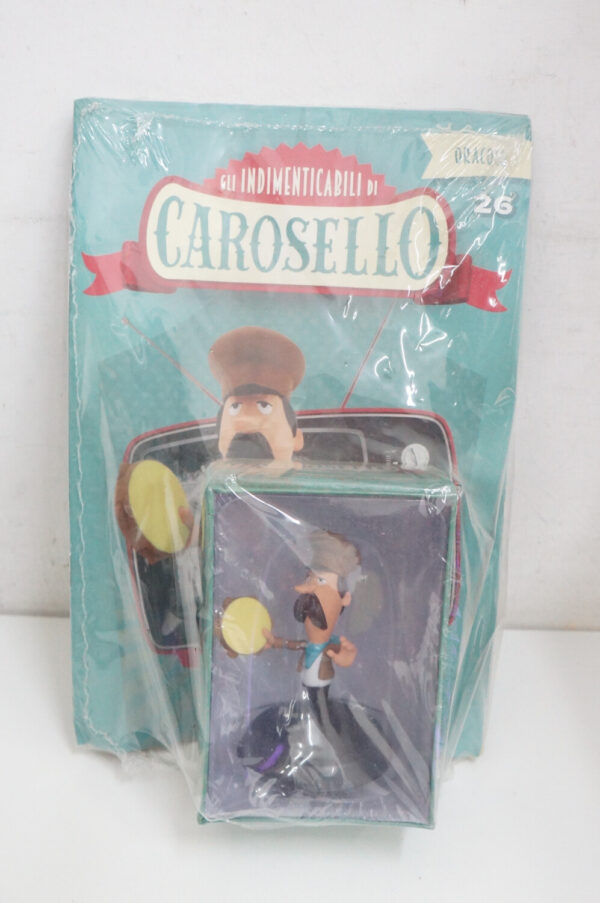 GLI INDIMENTICABILI DI
CAROSELLO
26